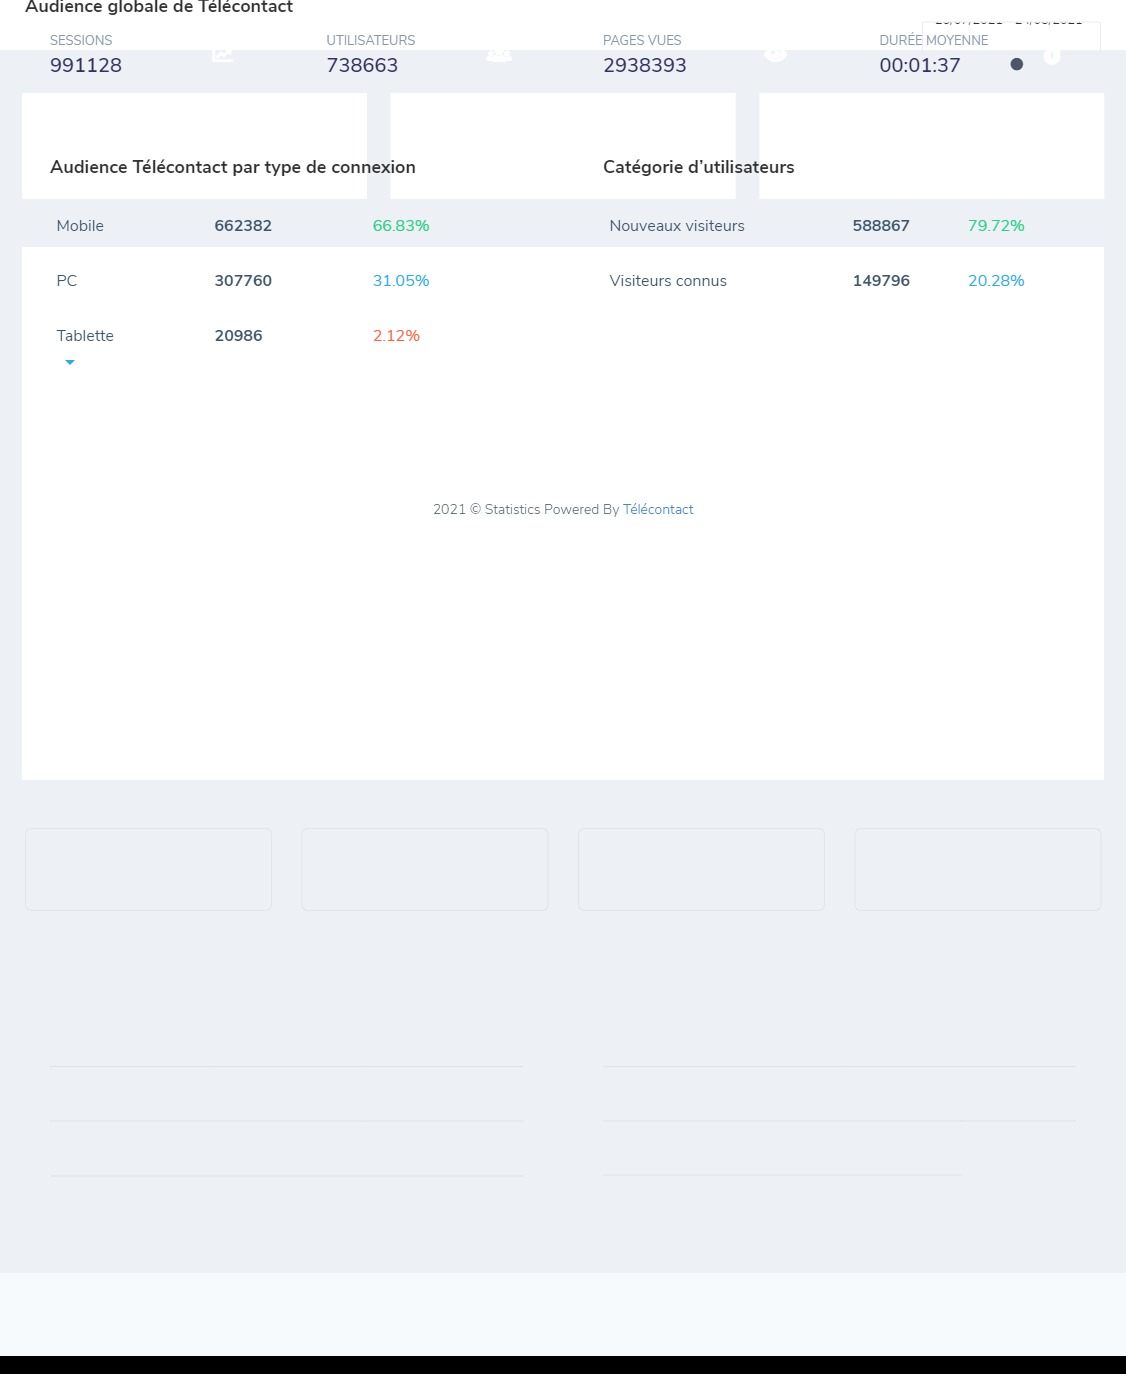 Audience globale de Télécontact
SESSIONS
991128
UTILISATEURS
738663
PAGES VUES
2938393
DURÉE MOYENNE
00:01:37
Audience Télécontact par type de connexion
Mobile 662382 66.83%
PC 307760 31.05%
Tablette 20986 2.12%
Catégorie d'utilisateurs
Nouveaux visiteurs 588867 79.72%
Visiteurs connus 149796 20.28%
2021 © Statistics Powered By Télécontact